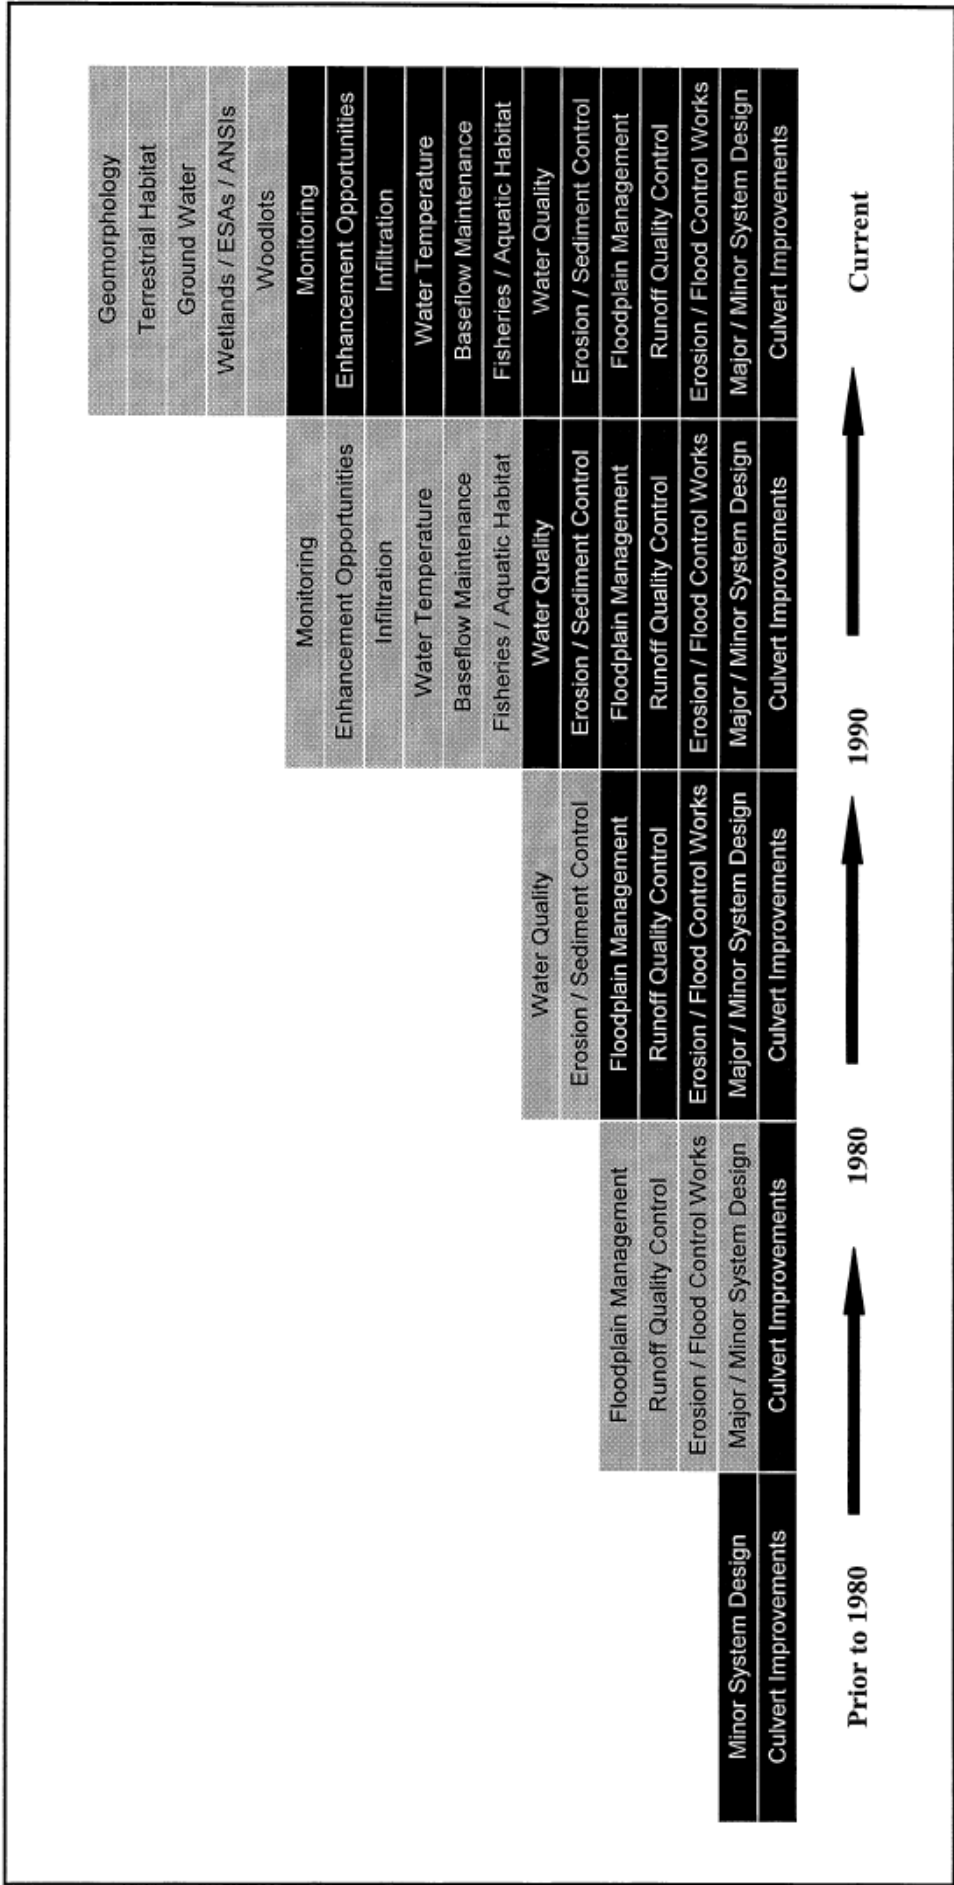 Minor System Design
Culvert Improvements
Floodplain Management
Runoff Quality Control
Erosion / Flood Control Works
Major / Minor System Design
Culvert Improvements
Water Quality
Erosion / Sediment Control
Floodplain Management
Runoff Quality Control
Erosion / Flood Control Works
Major / Minor System Design
Culvert Improvements
Monitoring
Enhancement Opportunities
Infiltration
Water Temperature
Baseflow Maintenance
Fisheries / Aquatic Habitat
Water Quality
Erosion / Sediment Control
Floodplain Management
Runoff Quality Control
Erosion / Flood Control Works
Major / Minor System Design
Culvert Improvements
Geomorphology
Terrestrial Habitat
Ground Water
Wetlands / ESAs / ANSIs
Woodlots
Monitoring
Enhancement Opportunities
Infiltration
Water Temperature
Baseflow Maintenance
Fisheries / Aquatic Habitat
Water Quality
Erosion / Sediment Control
Floodplain Management
Runoff Quality Control
Erosion / Flood Control Works
Major / Minor System Design
Culvert Improvements
Prior to 1980
1980
1990
Current